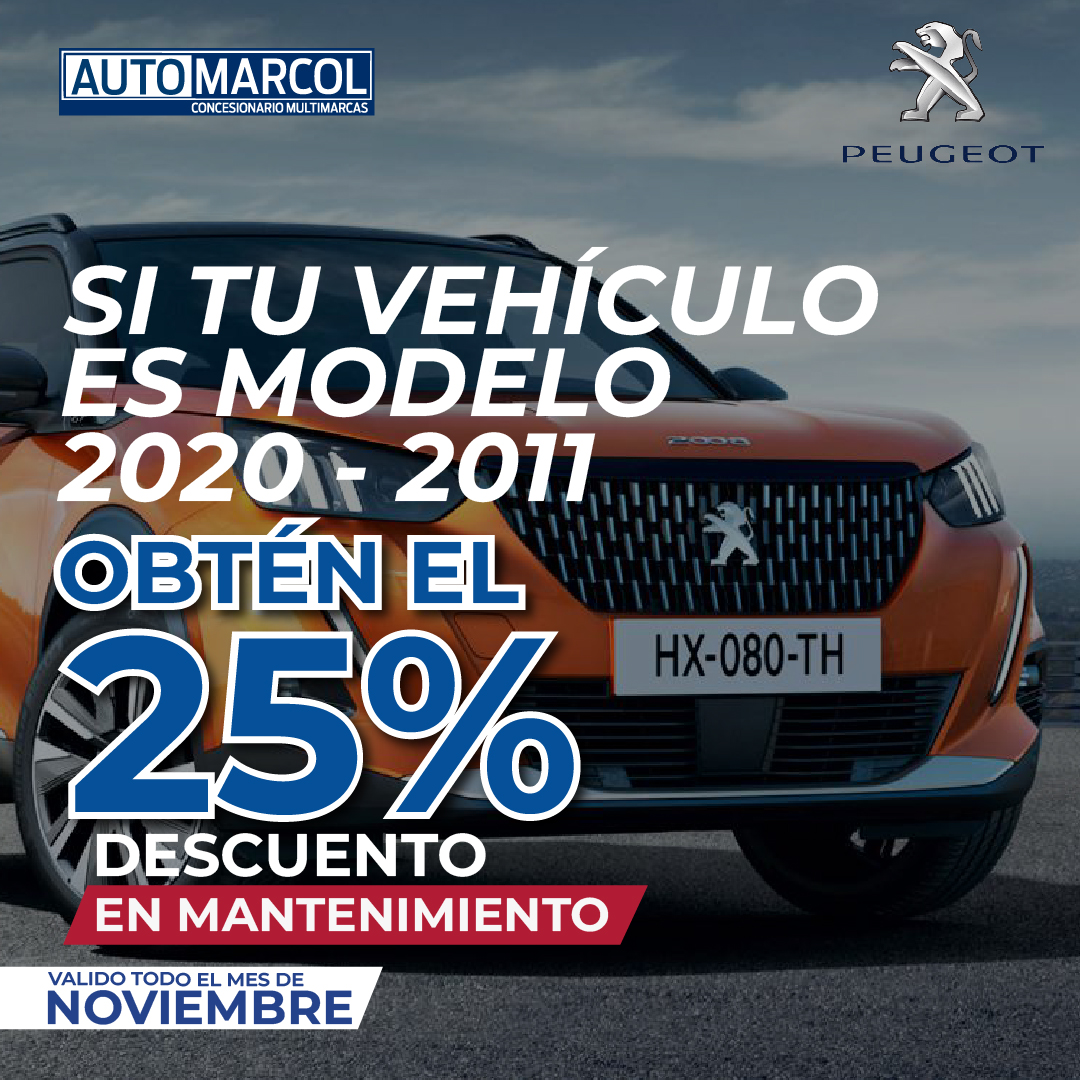 AUTOMARCOL
CONCESIONARIO MULTIMARCAS
PEUGEOT
SI TU VEHÍCULO
ES MODELO
2020 - 2011
OBTÉN EL
25%
DESCUENTO
EN MANTENIMIENTO
VALIDO TODO EL MES DE
NOVIEMBRE
2008
HX-080-TH